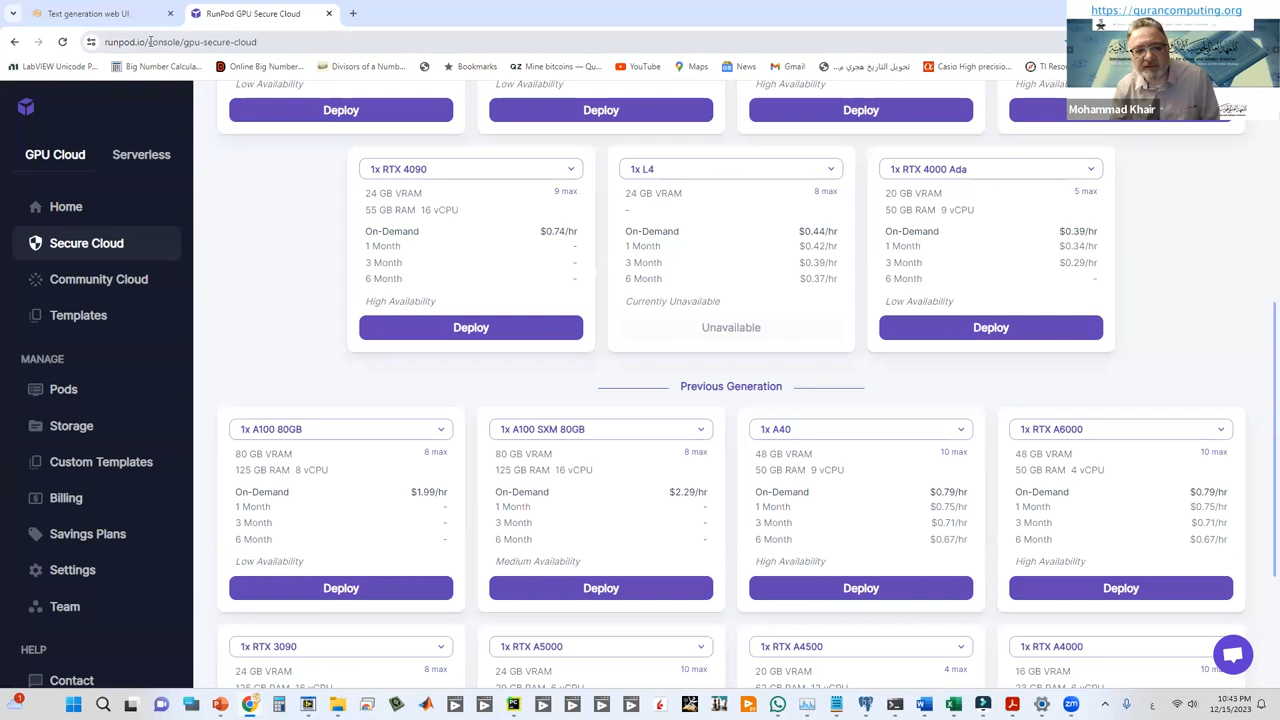 Text generation web UI
RunPod GPU Secure Cloud
https://qurancomputing.org
runpod.io/console/gpu-secure-cloud
LabVIEW Unicode P...
Big Number Calcula...
Online Big Number...
Divisors of a Numb...
Bookmarks
Accept bitcoins — Qu...
YouTube
Maps
News
Gmail
Mohammad Khair
GPU Cloud
Serverless
Home
Secure Cloud
Community Cloud
Templates
MANAGE
Pods
Storage
Custom Templates
Billing
Savings Plans
Settings
Team
HELP
Contact
Low Availability
Low Availability
Deploy
Deploy
Deploy
1x RTX 4090
24 GB VRAM 9 max
55 GB RAM 16 vCPU
On-Demand $0.74/hr
1 Month -
3 Month -
6 Month -
High Availability
Deploy
1x L4
24 GB VRAM 8 max
-
On-Demand $0.44/hr
1 Month $0.42/hr
3 Month $0.39/hr
6 Month $0.37/hr
Currently Unavailable
Unavailable
1x RTX 4000 Ada
20 GB VRAM 5 max
50 GB RAM 9 vCPU
On-Demand $0.39/hr
1 Month $0.34/hr
3 Month $0.29/hr
6 Month -
Low Availability
Deploy
Previous Generation
1x A100 80GB
80 GB VRAM 8 max
125 GB RAM 8 vCPU
On-Demand $1.99/hr
1 Month -
3 Month -
6 Month -
Low Availability
Deploy
1x A100 SXM 80GB
80 GB VRAM 8 max
125 GB RAM 16 vCPU
On-Demand $2.29/hr
1 Month -
3 Month -
6 Month -
Medium Availability
Deploy
1x A40
48 GB VRAM 10 max
50 GB RAM 9 vCPU
On-Demand $0.79/hr
1 Month $0.75/hr
3 Month $0.71/hr
6 Month $0.67/hr
High Availability
Deploy
1x RTX A6000
48 GB VRAM 10 max
50 GB RAM 4 vCPU
On-Demand $0.79/hr
1 Month $0.75/hr
3 Month $0.71/hr
6 Month $0.67/hr
High Availability
Deploy
1x RTX 3090
24 GB VRAM 8 max
1x RTX A5000
24 GB VRAM 10 max
1x RTX A4500
20 GB VRAM 4 max
1x RTX A4000
16 GB VRAM
1
10:43 PM
12/15/2023